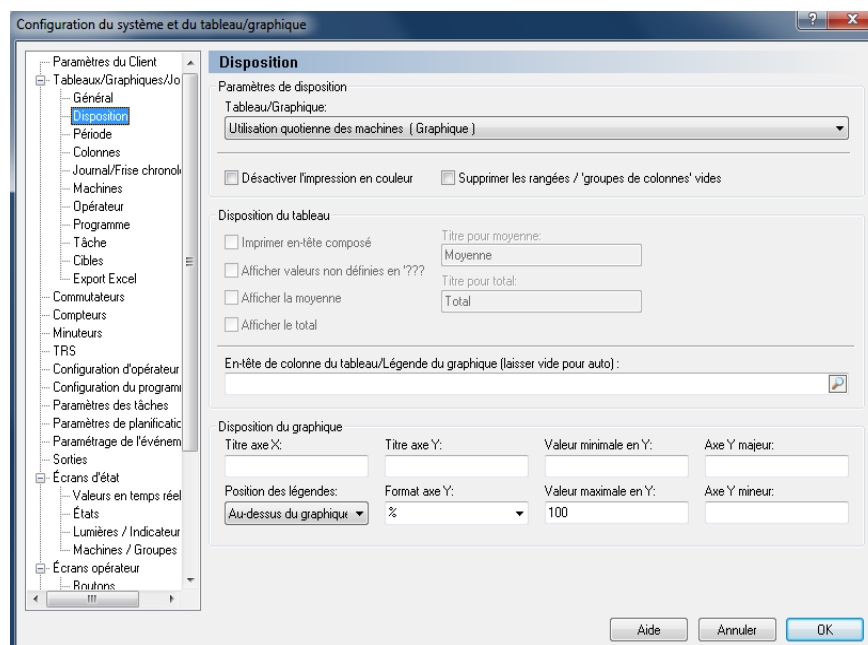 Configuration du système et du tableau/graphique
Paramètres du Client
Tableaux/Graphiques/Jo
Général
Disposition
Période
Colonnes
Journal/Frise chronolo
Machines
Opérateur
Programme
Tâche
Cibles
Export Excel
Commutateurs
Compteurs
Minuteurs
TRS
Configuration d'opérateur
Configuration du programm
Paramètres des tâches
Paramètres de planificatic
Paramétrage de l'événem
Sorties
Écrans d'état
Valeurs en temps réel
États
Lumières / Indicateur
Machines / Groupes
Écrans opérateur
Boutons
Disposition
Paramètres de disposition
Tableau/Graphique:
Utilisation quotienne des machines ( Graphique )
Désactiver l'impression en couleur
Supprimer les rangées / 'groupes de colonnes' vides
Disposition du tableau
Imprimer en-tête composé
Afficher valeurs non définies en '???
Afficher la moyenne
Afficher le total
Titre pour moyenne:
Moyenne
Titre pour total:
Total
En-tête de colonne du tableau/Légende du graphique (laisser vide pour auto) :
Disposition du graphique
Titre axe X:
Titre axe Y:
Valeur minimale en Y:
Axe Y majeur:
Position des légendes:
Format axe Y:
Valeur maximale en Y:
Axe Y mineur:
Au-dessus du graphique
%
100
Aide
Annuler
OK